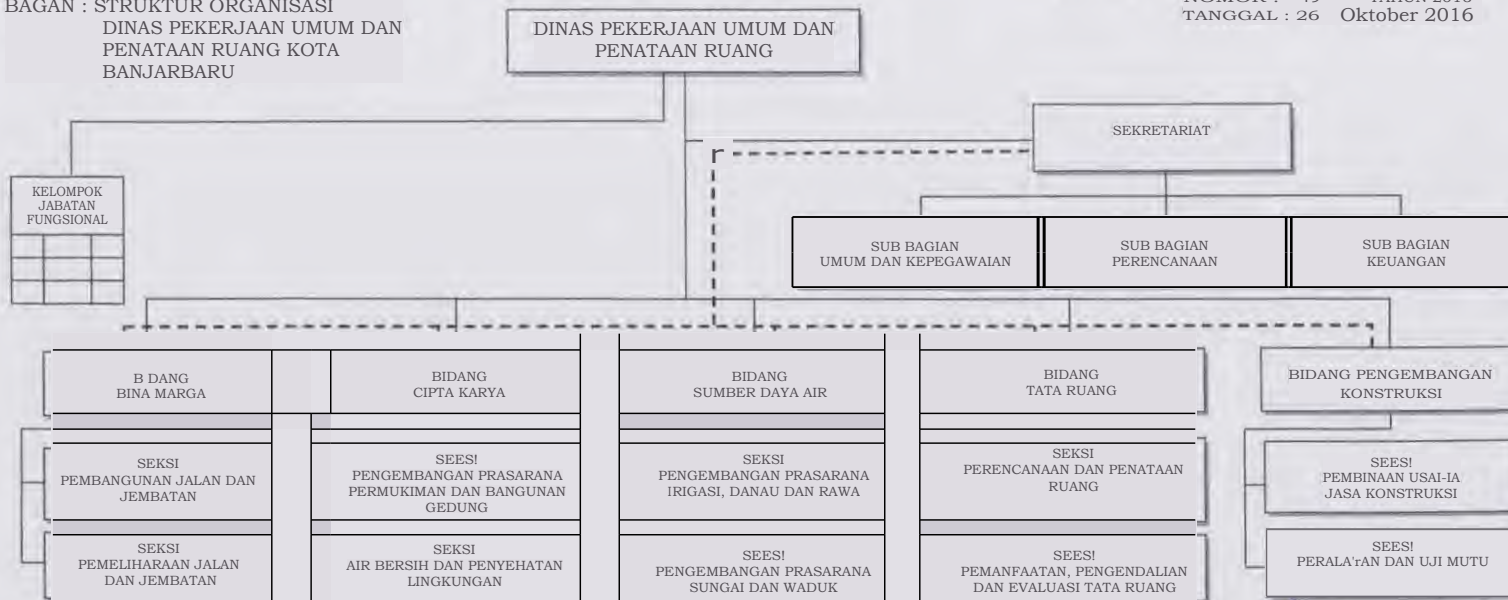 BAGAN : STRUKTUR ORGANISASI
DINAS PEKERJAAN UMUM DAN
PENATAAN RUANG KOTA
BANJARBARU
DINAS PEKERJAAN UMUM DAN
PENATAAN RUANG
NOMOR : 49 TAHUN 2016
TANGGAL : 26 Oktober 2016
SEKRETARIAT
r
KELOMPOK
JABATAN
FUNGSIONAL
SUB BAGIAN
UMUM DAN KEPEGAWAIAN
SUB BAGIAN
PERENCANAAN
SUB BAGIAN
KEUANGAN
B DANG
BINA MARGA
BIDANG
CIPTA KARYA
BIDANG
SUMBER DAYA AIR
BIDANG
TATA RUANG
BIDANG PENGEMBANGAN
KONSTRUKSI
SEKSI
PEMBANGUNAN JALAN DAN
JEMBATAN
SEES!
PENGEMBANGAN PRASARANA
PERMUKIMAN DAN BANGUNAN
GEDUNG
SEKSI
PENGEMBANGAN PRASARANA
IRIGASI, DANAU DAN RAWA
SEKSI
PERENCANAAN DAN PENATAAN
RUANG
SEES!
PEMBINAAN USAI-IA
JASA KONSTRUKSI
SEKSI
PEMELIHARAAN JALAN
DAN JEMBATAN
SEKSI
AIR BERSIH DAN PENYEHATAN
LINGKUNGAN
SEES!
PENGEMBANGAN PRASARANA
SUNGAI DAN WADUK
SEES!
PEMANFAATAN, PENGENDALIAN
DAN EVALUASI TATA RUANG
SEES!
PERALA'rAN DAN UJI MUTU